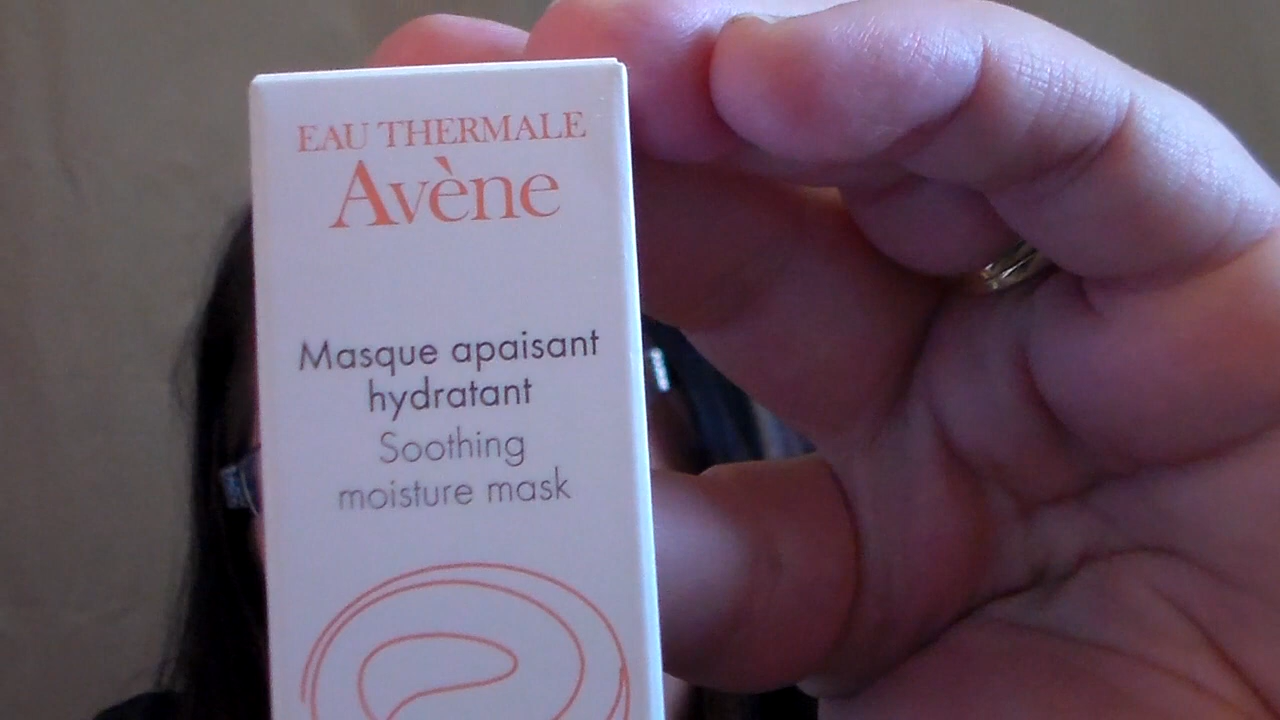 EAU THERMALE
Avène
Masque apaisant
hydratant
Soothing
moisture mask